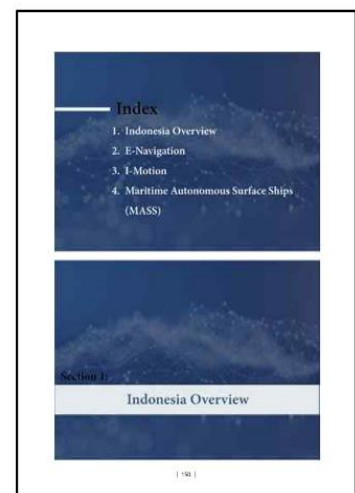 Index
1. Indonesia Overview
2. E-Navigation
3. I-Motion
4. Maritime Autonomous Surface Ships
(MASS)
Section 1:
Indonesia Overview